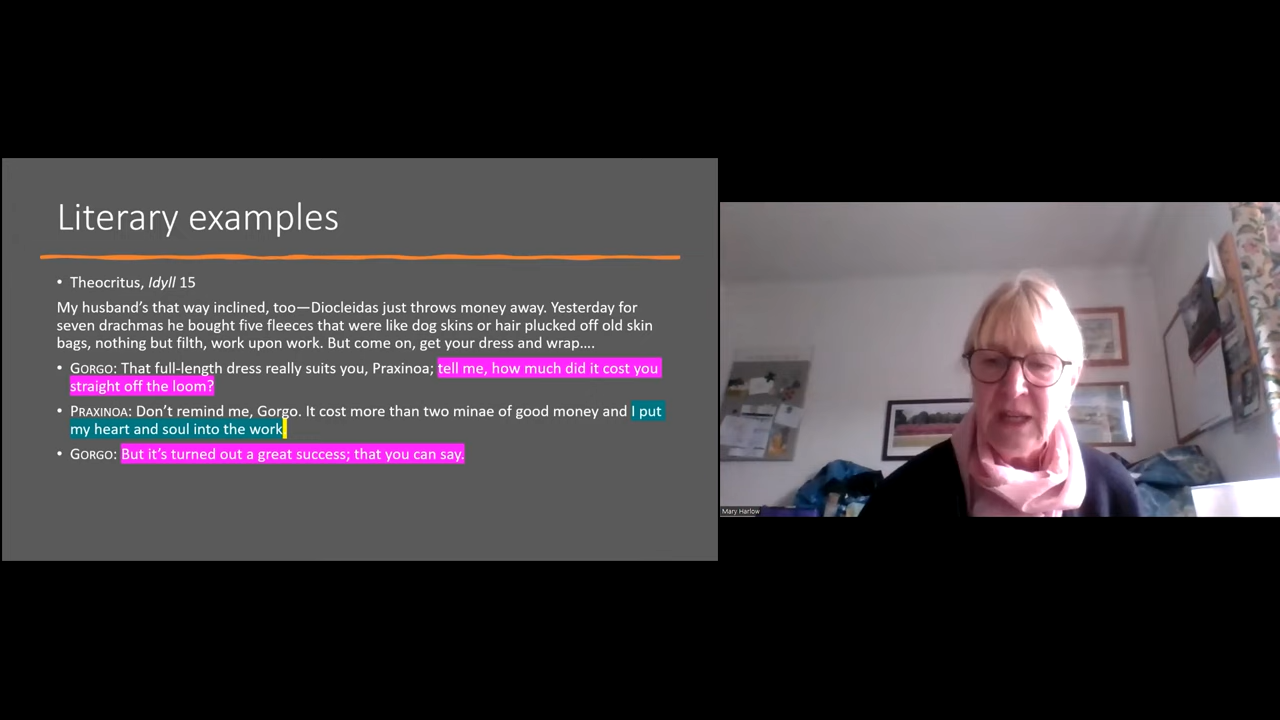 Literary examples
• Theocritus, Idyll 15
My husband’s that way inclined, too—Diocleidas just throws money away. Yesterday for
seven drachmas he bought five fleeces that were like dog skins or hair plucked off old skin
bags, nothing but filth, work upon work. But come on, get your dress and wrap....
• GORGO: That full-length dress really suits you, Praxinoa; tell me, how much did it cost you
straight off the loom?
• PRAXINOA: Don’t remind me, Gorgo. It cost more than two minae of good money and I put
my heart and soul into the work
• GORGO: But it’s turned out a great success; that you can say.
Mary Harlow